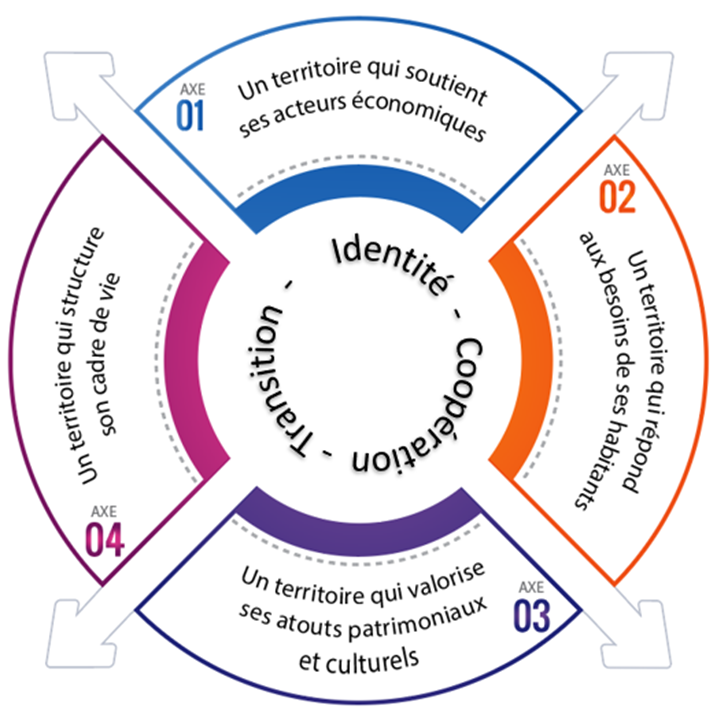 AXE
01
Un territoire qui soutient
ses acteurs économiques
AXE
02
Un territoire qui répond
aux besoins de ses habitants
AXE
03
Un territoire qui valorise
ses atouts patrimoniaux
et culturels
AXE
04
Un territoire qui structure
son cadre de vie
Identité - Coopération - Transition -